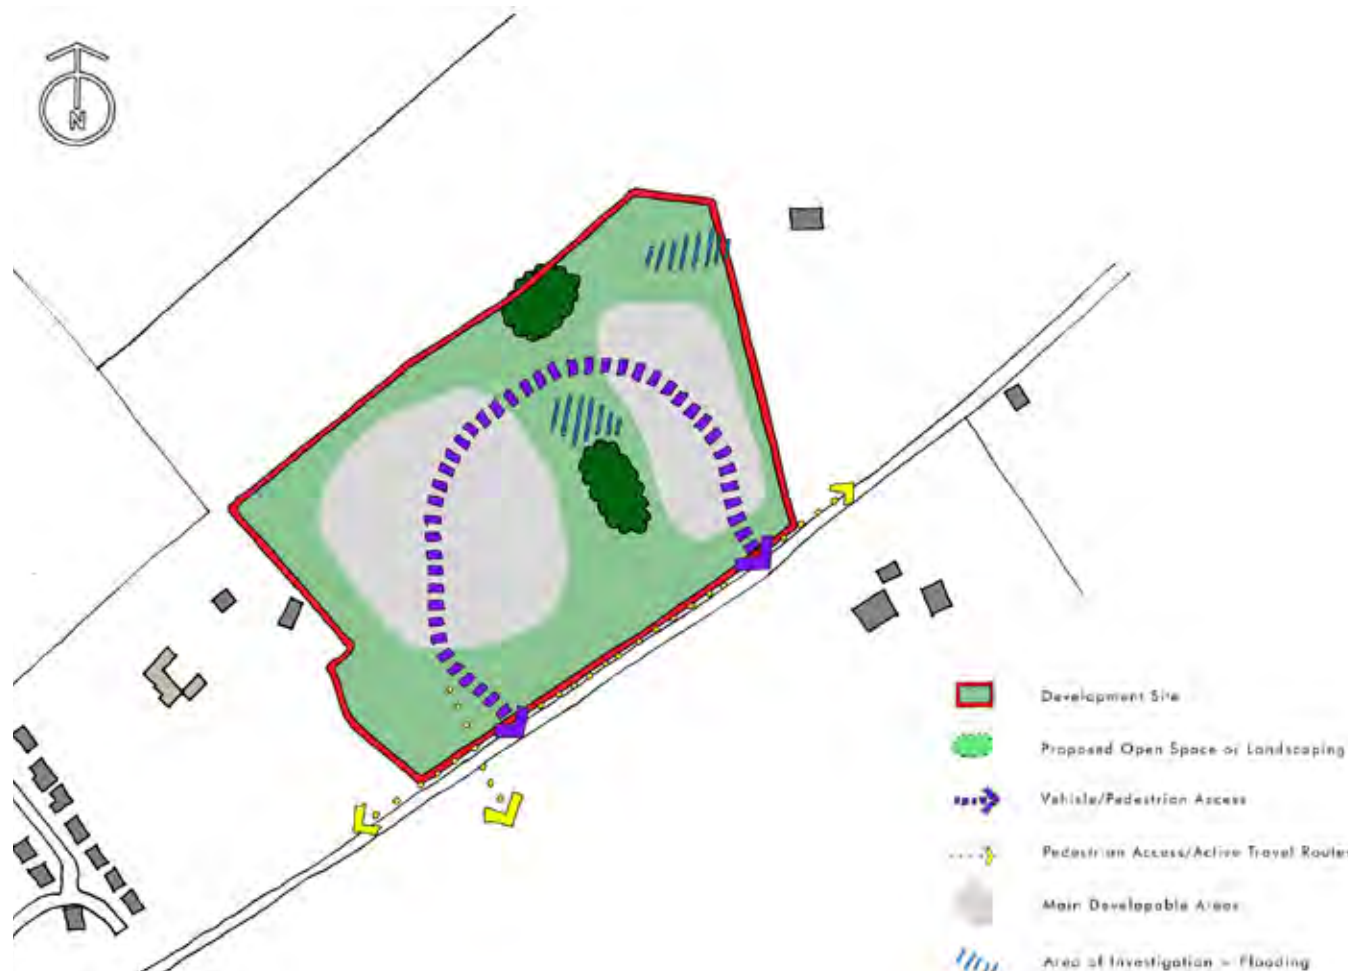 N
Development Site
Proposed Open Space or Landscaping
Vehicle/Pedestrian Access
Pedestrian Access/Active Travel Routes
Main Developable Areas
Area of Investigation - Flooding